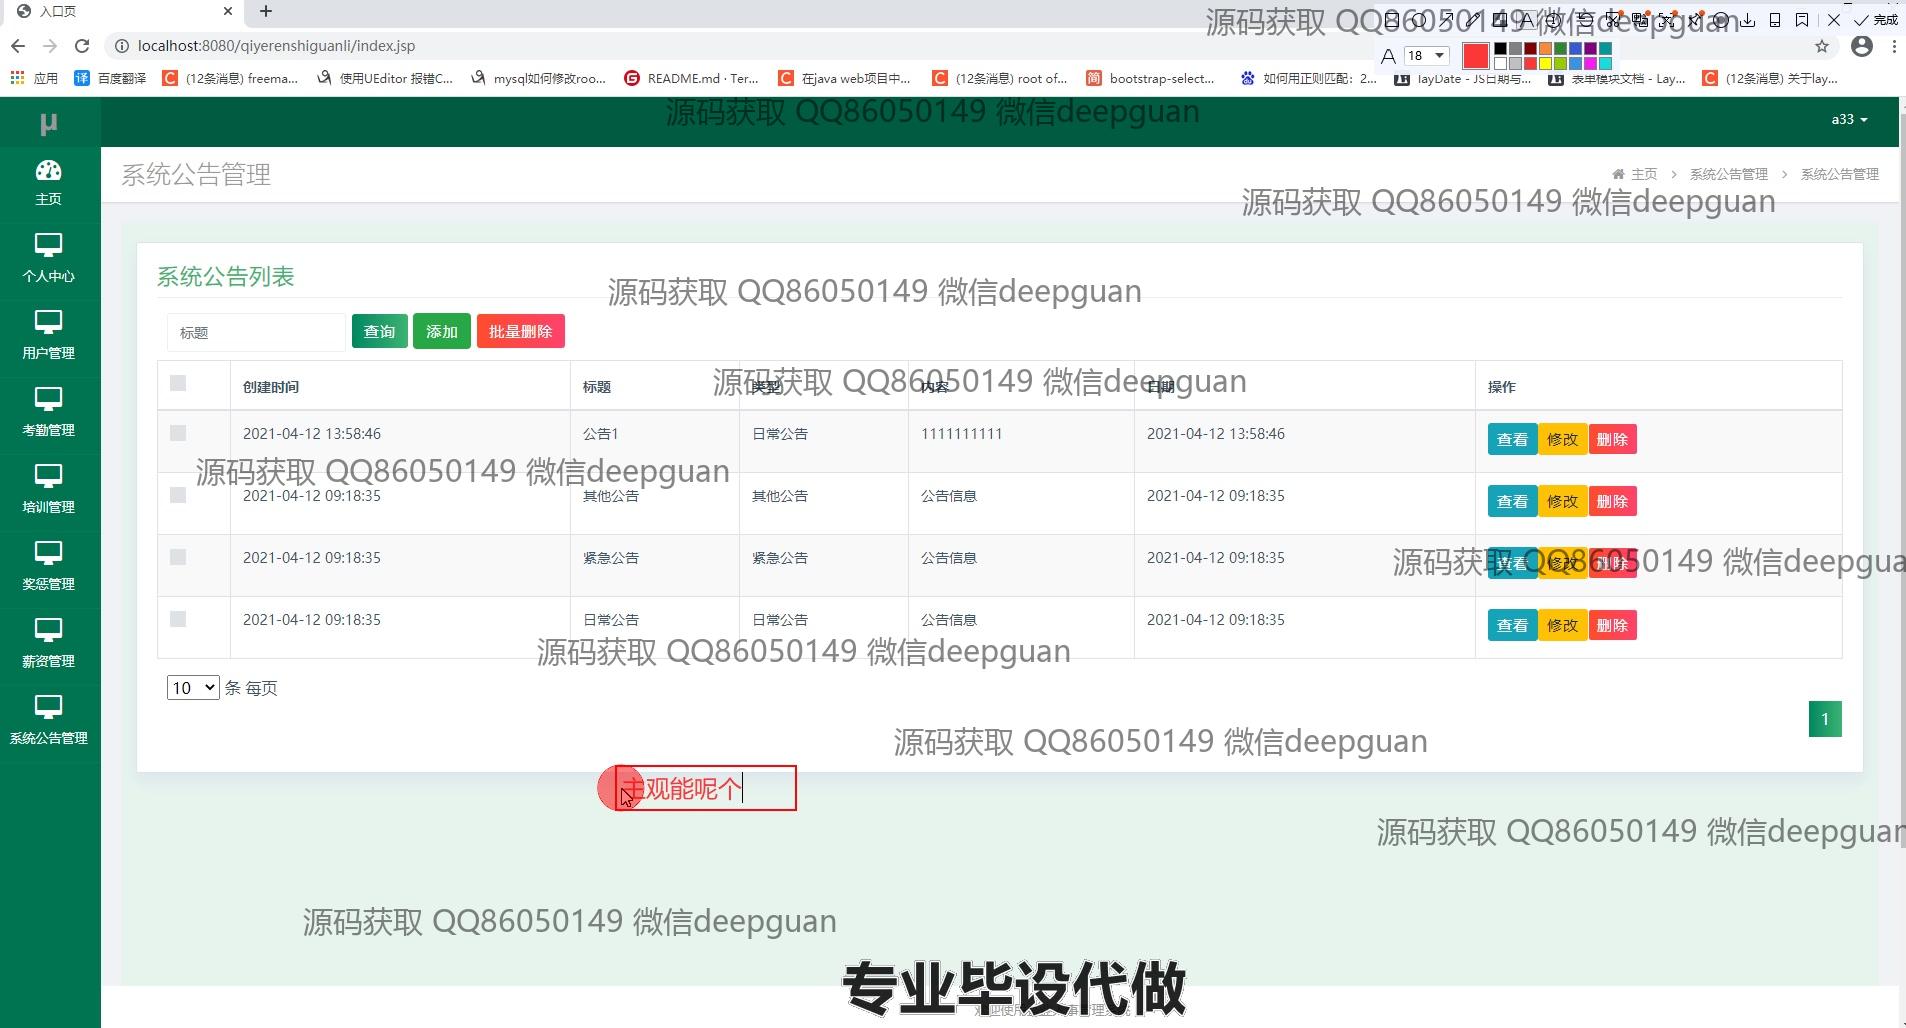 入口页
localhost:8080/qiyerenshiguanli/index.jsp
源码获取 QQ86050149 微信deepguan
完成
A 18
应用 百度翻译 (12条消息) freema... 使用UEditor 报错C... mysql如何修改roo... README.md · Ter... 在java web项目中... (12条消息) root of... bootstrap-select... 如何用正则匹配：2... layDate - JS日期与... 表单模块文档 - Lay... (12条消息) 关于lay...
源码获取 QQ86050149 微信deepguan
μ
a33
主页
个人中心
用户管理
考勤管理
培训管理
奖惩管理
薪资管理
系统公告管理
系统公告管理
主页 > 系统公告管理 > 系统公告管理
源码获取 QQ86050149 微信deepguan
系统公告列表
源码获取 QQ86050149 微信deepguan
标题 查询 添加 批量删除
创建时间 标题 类型 内容 日期 操作
源码获取 QQ86050149 微信deepguan
2021-04-12 13:58:46 公告1 日常公告 1111111111 2021-04-12 13:58:46 查看 修改 删除
源码获取 QQ86050149 微信deepguan
2021-04-12 09:18:35 其他公告 其他公告 公告信息 2021-04-12 09:18:35 查看 修改 删除
2021-04-12 09:18:35 紧急公告 紧急公告 公告信息 2021-04-12 09:18:35 查看 修改 删除
源码获取 QQ86050149 微信deepgua
2021-04-12 09:18:35 日常公告 日常公告 公告信息 2021-04-12 09:18:35 查看 修改 删除
源码获取 QQ86050149 微信deepguan
10 条 每页
1
源码获取 QQ86050149 微信deepguan
主观能呢个
源码获取 QQ86050149 微信deepguan
源码获取 QQ86050149 微信deepguan
专业毕设代做